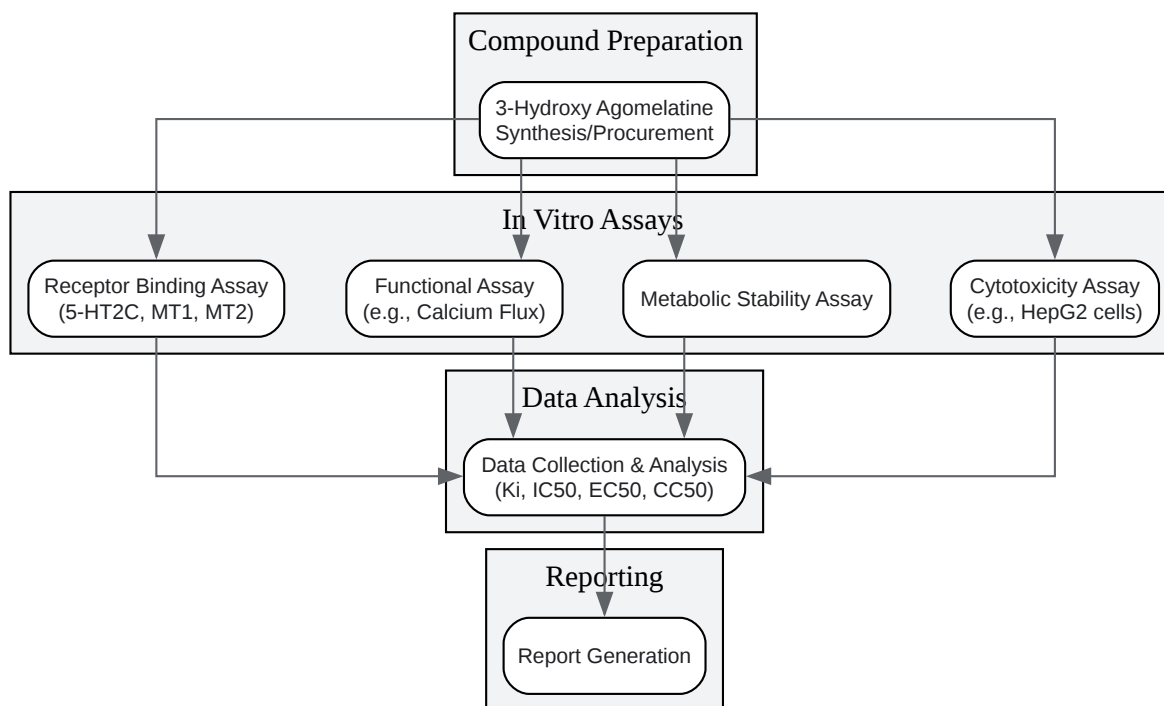 Compound Preparation
3-Hydroxy Agomelatine
Synthesis/Procurement
In Vitro Assays
Receptor Binding Assay
(5-HT2C, MT1, MT2)
Functional Assay
(e.g., Calcium Flux)
Metabolic Stability Assay
Cytotoxicity Assay
(e.g., HepG2 cells)
Data Analysis
Data Collection & Analysis
(Ki, IC50, EC50, CC50)
Reporting
Report Generation